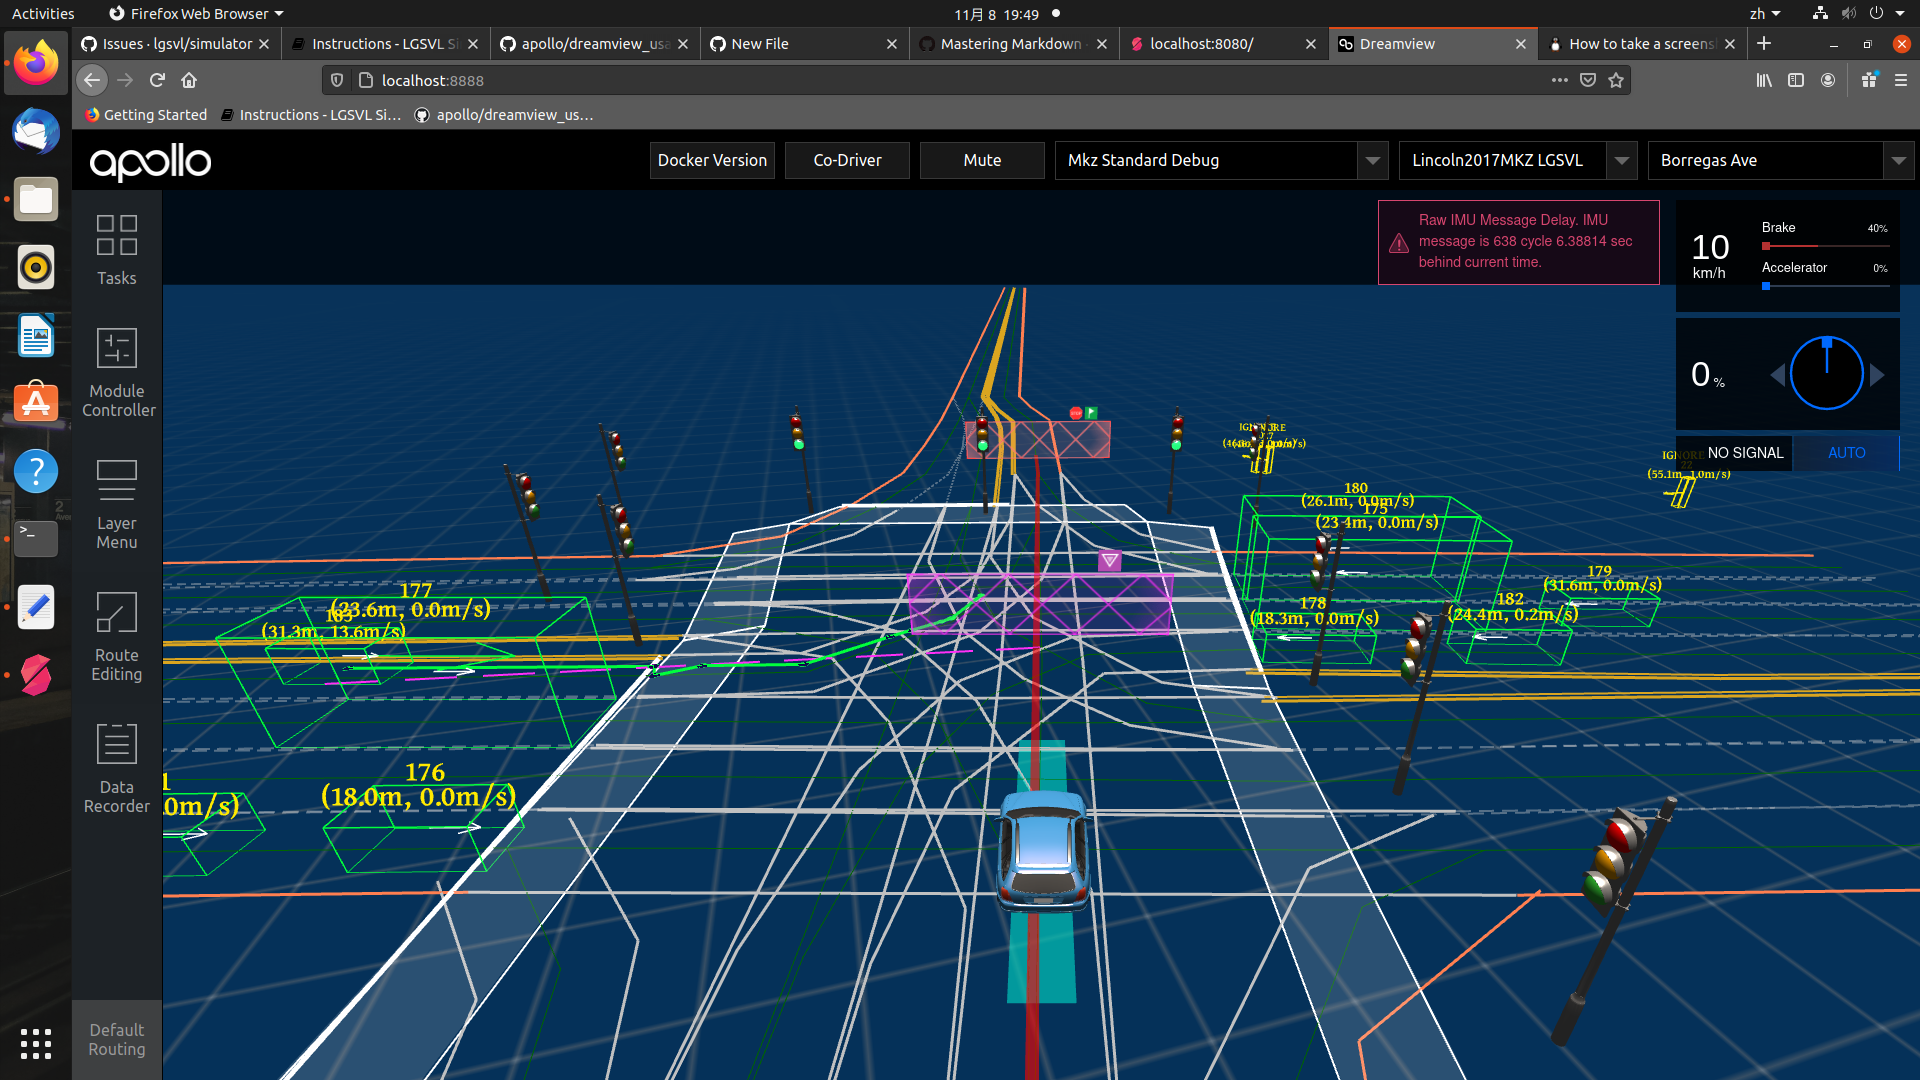 Activities
Firefox Web Browser
11月 8 19:49
zh
Issues · lgsvl/simulator
Instructions - LGSVL Si
apollo/dreamview_usa
New File
Mastering Markdown
localhost:8080/
Dreamview
How to take a screensh
localhost:8888
Getting Started
Instructions - LGSVL Si…
apollo/dreamview_us…
apollo
Docker Version
Co-Driver
Mute
Mkz Standard Debug
Lincoln2017MKZ LGSVL
Borregas Ave
Tasks
Module
Controller
Layer
Menu
Route
Editing
Data
Recorder
Default
Routing
Raw IMU Message Delay. IMU
message is 638 cycle 6.38814 sec
behind current time.
10
km/h
Brake
40%
Accelerator
0%
0 %
NO SIGNAL
AUTO
(55.1m, 1.0m/s)
180
(26.1m, 0.0m/s)
175
(23.4m, 0.0m/s)
179
(31.6m, 0.0m/s)
178
(18.3m, 0.0m/s)
182
(24.4m, 0.2m/s)
177
(23.6m, 0.0m/s)
(31.3m, 13.6m/s)
176
(18.0m, 0.0m/s)
.0m/s)